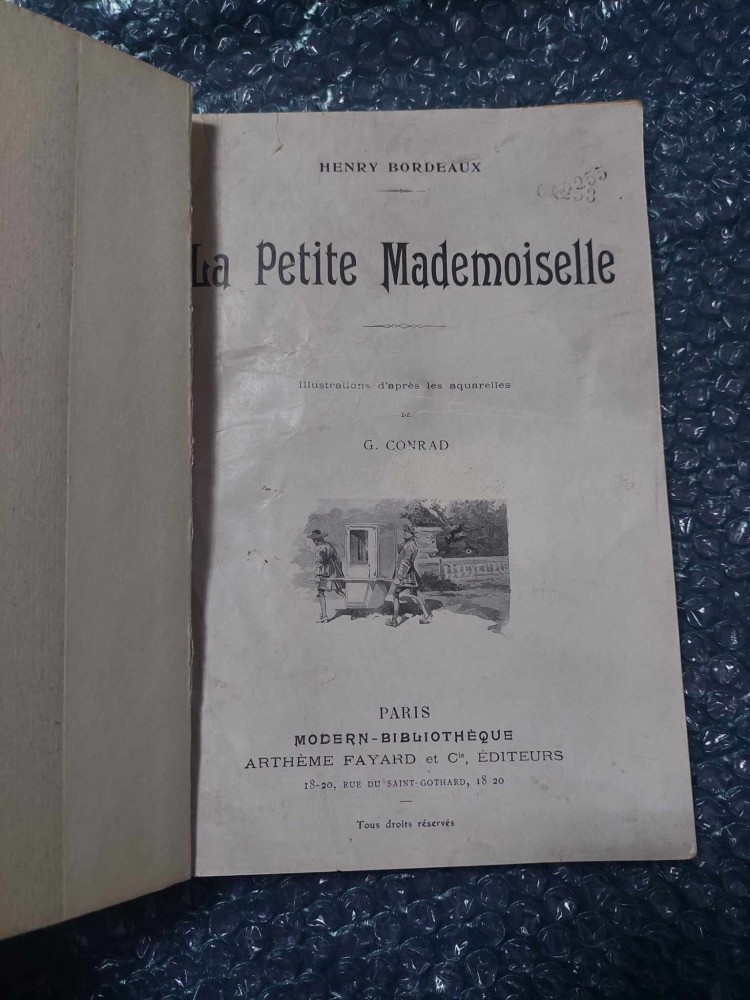 HENRY BORDEAUX
La Petite Mademoiselle
Illustrations d'après les aquarelles
DE
G. CONRAD
PARIS
MODERN-BIBLIOTHÈQUE
ARTHÈME FAYARD et Cie, ÉDITEURS
18-20, RUE DU SAINT-GOTHARD, 18 20
Tous droits réservés